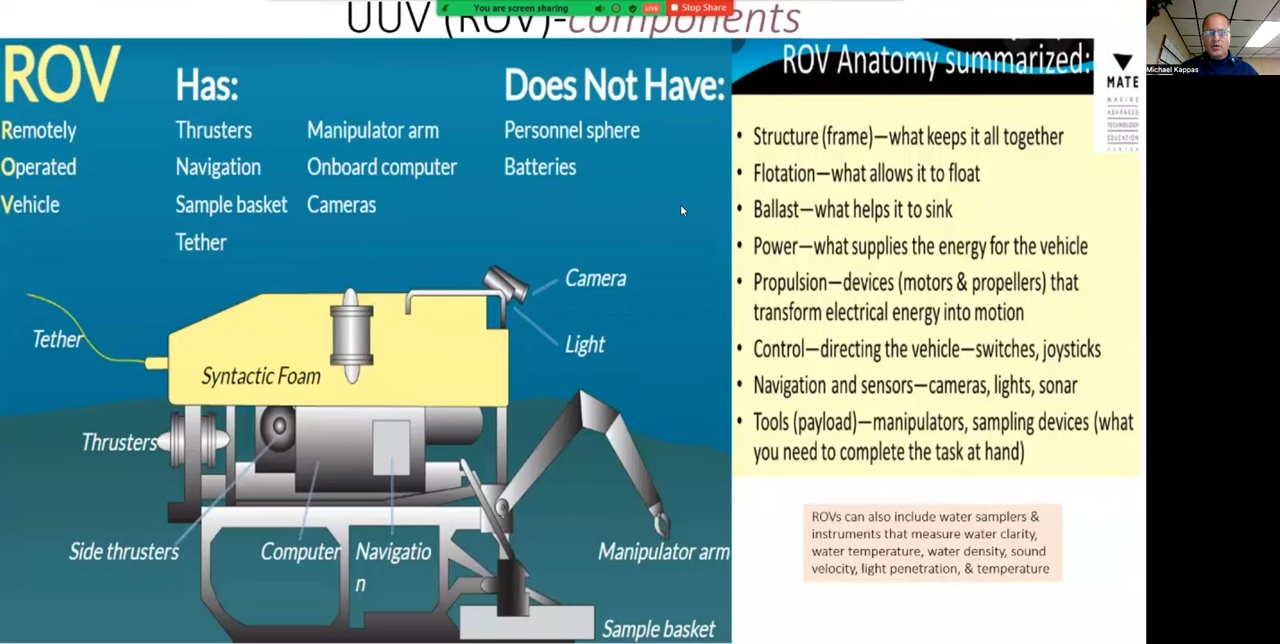 UUV (ROV)-components
You are screen sharing
LIVE
Stop Share
Michael Kappas
ROV
Remotely
Operated
Vehicle
Has:
Thrusters
Navigation
Sample basket
Tether
Manipulator arm
Onboard computer
Cameras
Does Not Have:
Personnel sphere
Batteries
Camera
Light
Tether
Syntactic Foam
Thrusters
Side thrusters
Computer
Navigatio
n
Manipulator arm
Sample basket
ROV Anatomy summarized:
MATE
MARINE
ADVANCED
TECHNOLOGY
EDUCATION
• Structure (frame)—what keeps it all together
• Flotation—what allows it to float
• Ballast—what helps it to sink
• Power—what supplies the energy for the vehicle
• Propulsion—devices (motors & propellers) that
transform electrical energy into motion
• Control—directing the vehicle—switches, joysticks
• Navigation and sensors—cameras, lights, sonar
• Tools (payload)—manipulators, sampling devices (what
you need to complete the task at hand)
ROVs can also include water samplers &
instruments that measure water clarity,
water temperature, water density, sound
velocity, light penetration, & temperature